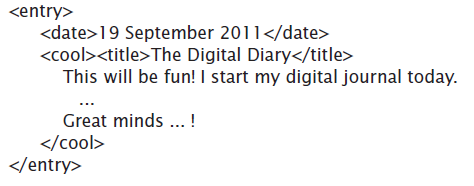 <entry>
<date>19 September 2011</date>
<cool><title>The Digital Diary</title>
This will be fun! I start my digital journal today.
...
Great minds ... !
</cool>
</entry>